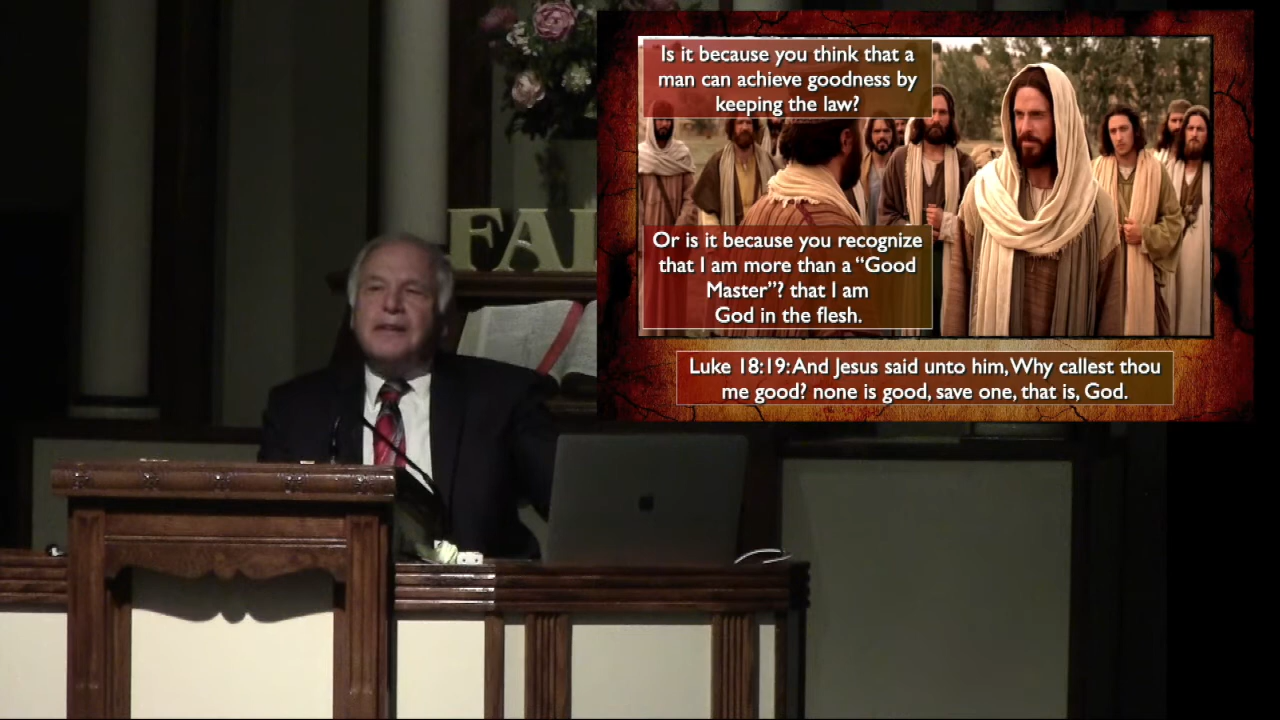 Is it because you think that a
man can achieve goodness by
keeping the law?
Or is it because you recognize
that I am more than a “Good
Master”? that I am
God in the flesh.
Luke 18:19: And Jesus said unto him, Why callest thou
me good? none is good, save one, that is, God.
FAI